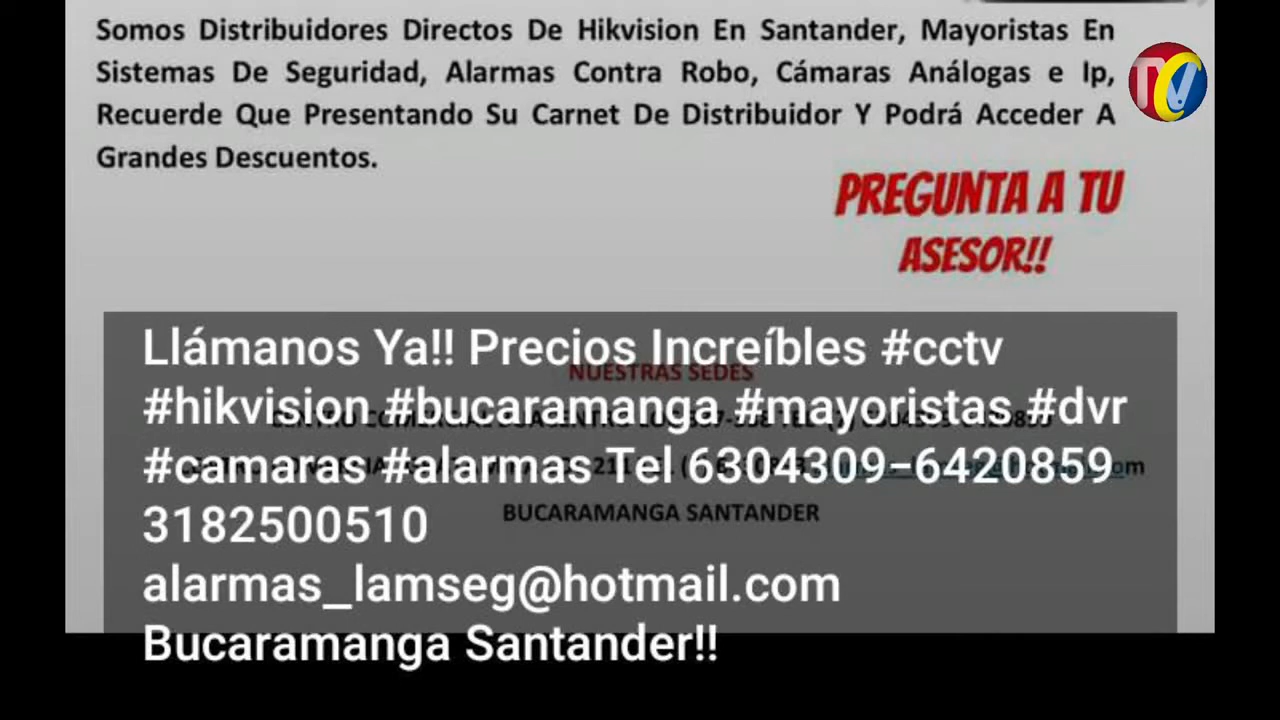 Somos Distribuidores Directos De Hikvision En Santander, Mayoristas En
Sistemas De Seguridad, Alarmas Contra Robo, Cámaras Análogas e Ip,
Recuerde Que Presentando Su Carnet De Distribuidor Y Podrá Acceder A
Grandes Descuentos.
TVC
PREGUNTA A TU
ASESOR!!
Llámanos Ya!! Precios Increíbles #cctv
NUESTRAS SEDES
#hikvision #bucaramanga #mayoristas #dvr
#camaras #alarmas Tel 6304309-6420859
BUCARAMANGA SANTANDER
3182500510
alarmas_lamseg@hotmail.com
Bucaramanga Santander!!